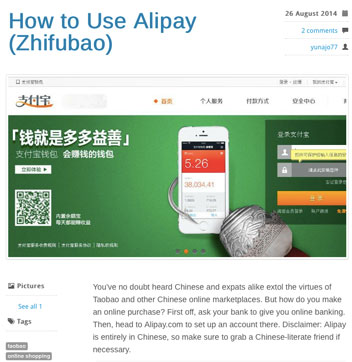 How to Use Alipay
(Zhifubao)
26 August 2014
2 comments
yunajo77
支付宝
首页
个人服务
付款方式
安全中心
「钱就是多多益善」
支付宝钱包 会赚钱的钱包
立即体验
5.26
38,034.41
登录支付宝
登录
Pictures
See all 1
Tags
taobao
online shopping
You've no doubt heard Chinese and expats alike extol the virtues of
Taobao and other Chinese online marketplaces. But how do you make
an online purchase? First off, ask your bank to give you online banking.
Then, head to Alipay.com to set up an account there. Disclaimer: Alipay
is entirely in Chinese, so make sure to grab a Chinese-literate friend if
necessary.